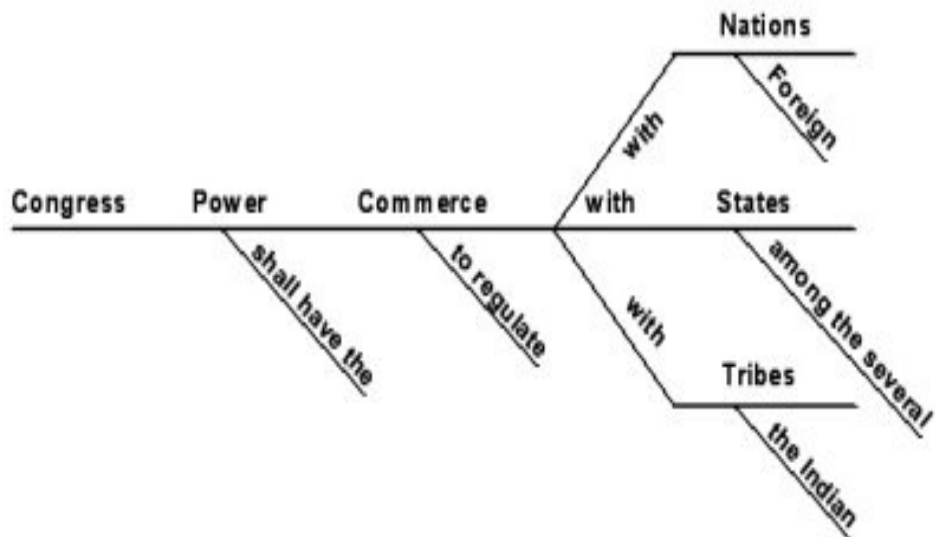 Nations
Foreign
with
Congress Power Commerce with States
shall have the
to regulate
among the several
with
Tribes
the Indian